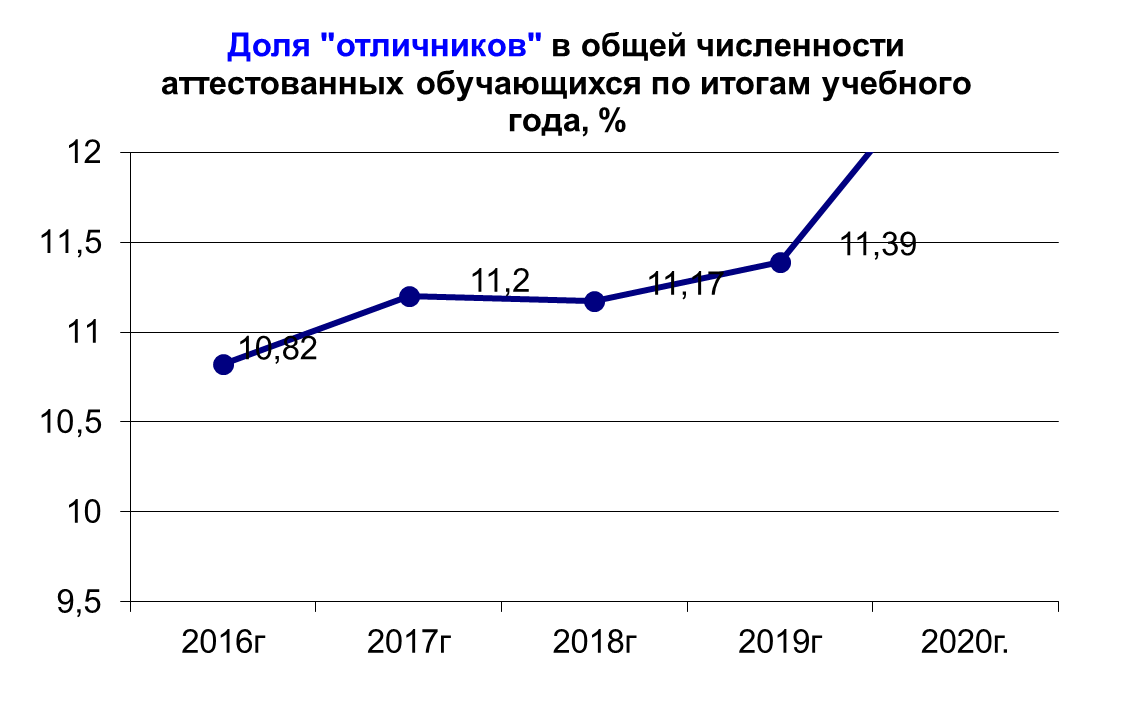 Доля "отличников" в общей численности
аттестованных обучающихся по итогам учебного
года, %
12
11,5
11
10,5
10
9,5
10,82
11,2
11,17
11,39
2016г
2017г
2018г
2019г
2020г.